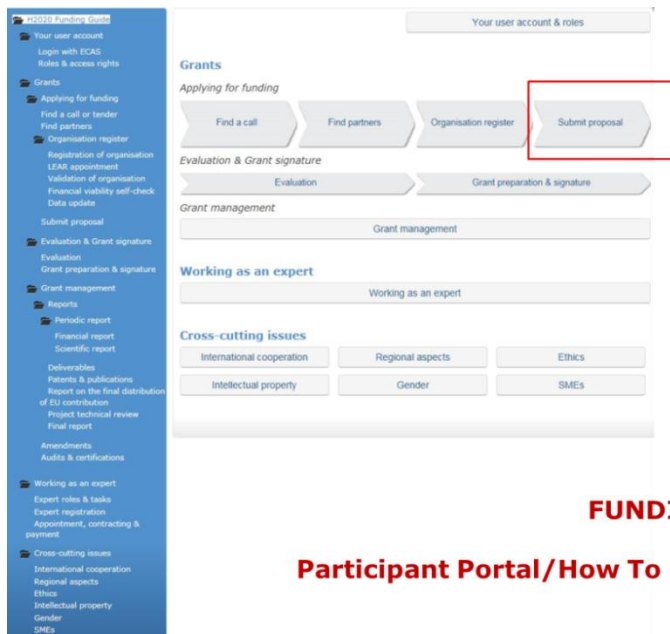 H2020 Funding Guide
Your user account
Login with ECAS
Roles & access rights
Grants
Applying for funding
Find a call or tender
Find partners
Organisation register
Registration of organisation
LEAR appointment
Validation of organisation
Financial viability self-check
Data update
Submit proposal
Evaluation & Grant signature
Evaluation
Grant preparation & signature
Grant management
Reports
Periodic report
Financial report
Scientific report
Deliverables
Patents & publications
Report on the final distribution
of EU contribution
Project technical review
Final report
Amendments
Audits & certifications
Working as an expert
Expert roles & tasks
Expert registration
Appointment, contracting &
payment
Cross-cutting issues
International cooperation
Regional aspects
Ethics
Intellectual property
Gender
SMEs
Your user account & roles
Grants
Applying for funding
Find a call Find partners Organisation register Submit proposal
Evaluation & Grant signature
Evaluation Grant preparation & signature
Grant management
Grant management
Working as an expert
Working as an expert
Cross-cutting issues
International cooperation Regional aspects Ethics
Intellectual property Gender SMEs
Participant Portal/How To